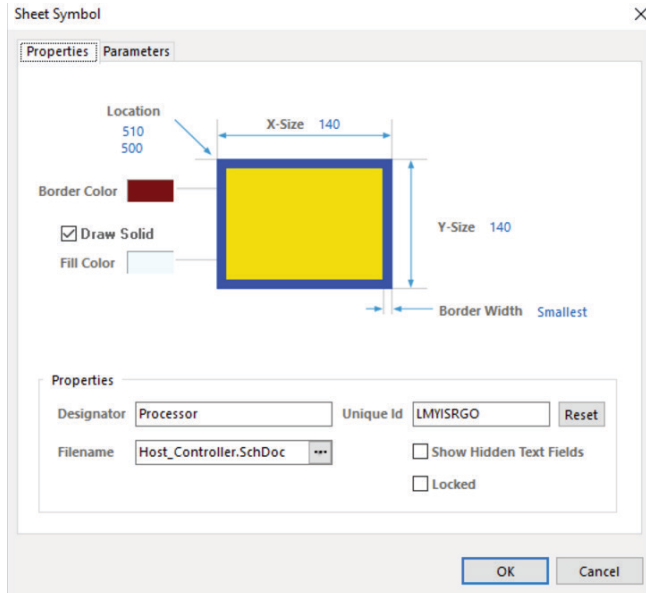 Sheet Symbol
Properties Parameters
Location
510
500
X-Size 140
Border Color
Draw Solid
Fill Color
Y-Size 140
Border Width Smallest
Properties
Designator Processor Unique Id LMYISRGO Reset
Filename Host_Controller.SchDoc ... Show Hidden Text Fields
Locked
OK Cancel